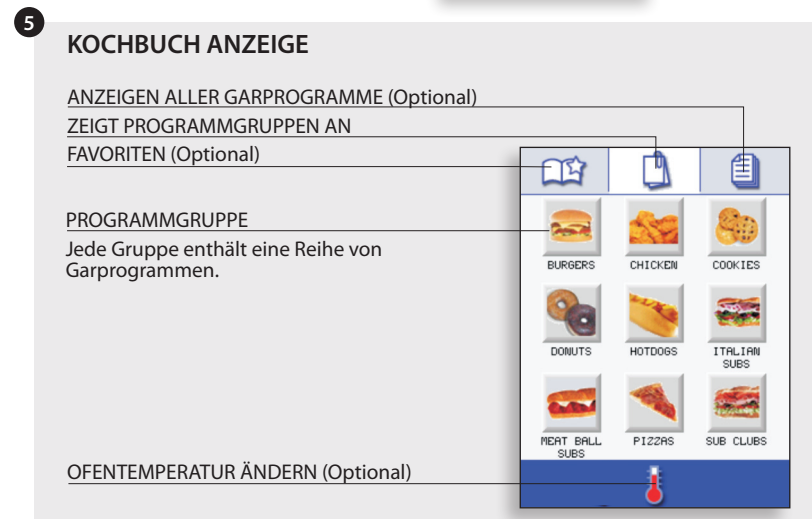 5
KOCHBUCH ANZEIGE
ANZEIGEN ALLER GARPROGRAMME (Optional)
ZEIGT PROGRAMMGRUPPEN AN
FAVORITEN (Optional)
PROGRAMMGRUPPE
Jede Gruppe enthält eine Reihe von
Garprogrammen.
BURGERS CHICKEN COOKIES
DONUTS HOTDOGS ITALIAN
SUBS
MEAT BALL PIZZAS SUB CLUBS
SUBS
OFENTEMPERATUR ÄNDERN (Optional)